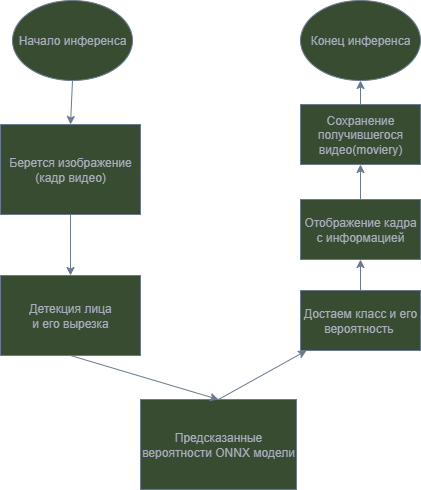 Начало инференса
Берется изображение
(кадр видео)
Детекция лица
и его вырезка
Предсказанные
вероятности ONNX модели
Достаем класс и его
вероятность
Отображение кадра
с информацией
Сохранение
получившегося
видео(moviery)
Конец инференса